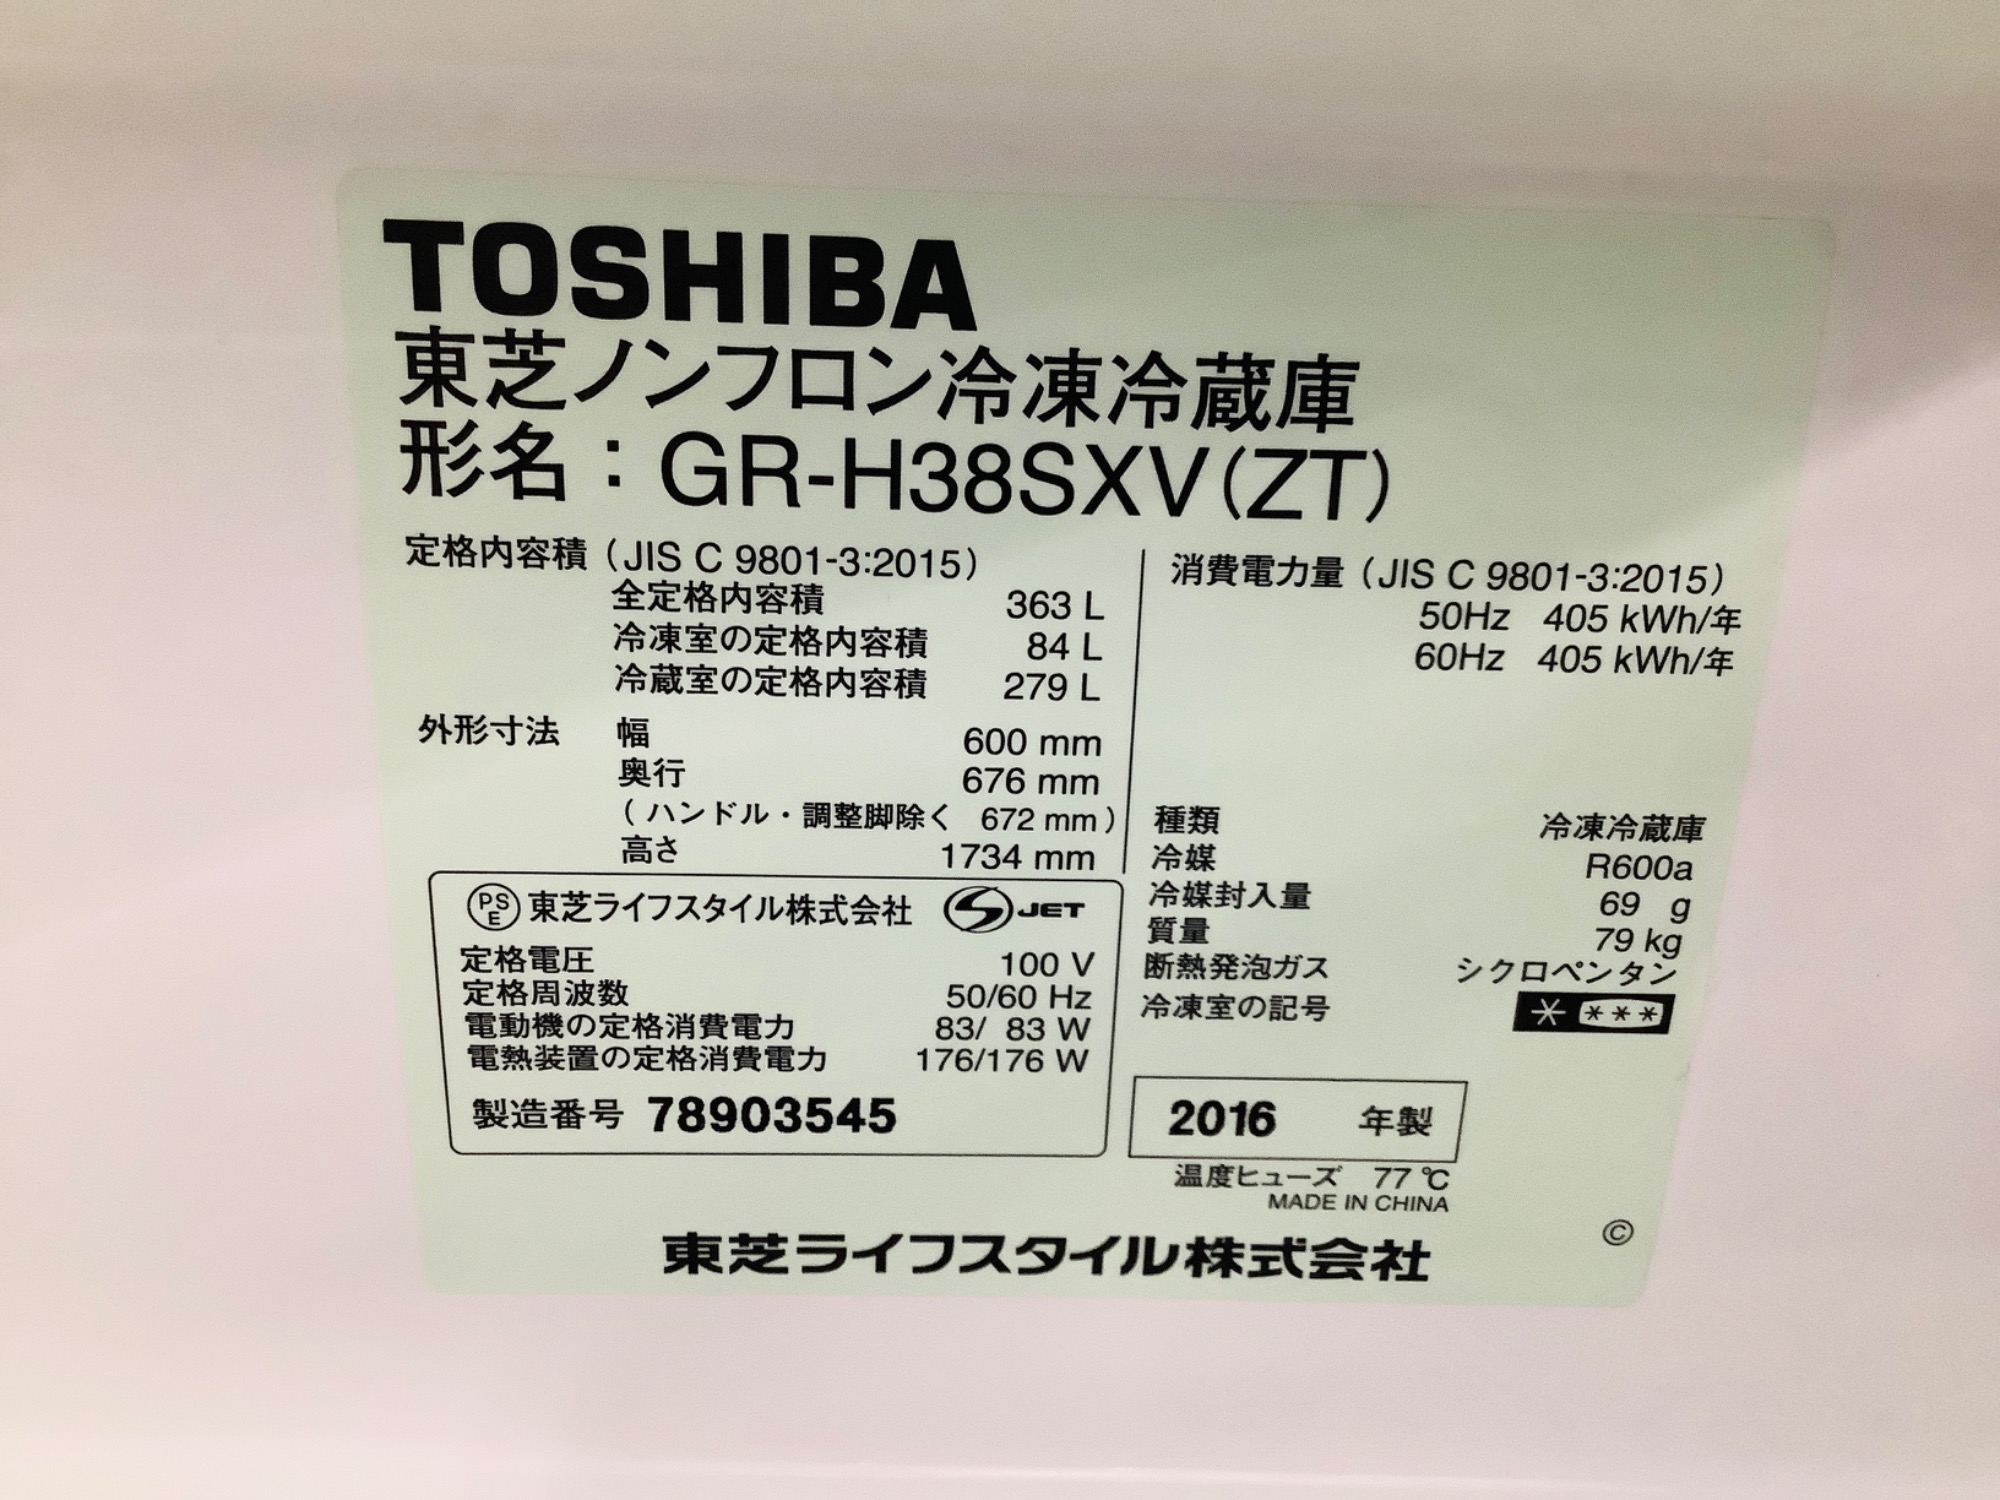 TOSHIBA
東芝ノンフロン冷凍冷蔵庫
形名：GR-H38SXV(ZT)
定格内容積（JIS C 9801-3:2015）
全定格内容積 363 L
冷凍室の定格内容積 84 L
冷蔵室の定格内容積 279 L
外形寸法 幅 600 mm
奥行 676 mm
（ハンドル・調整脚除く 672 mm）
高さ 1734 mm
消費電力量（JIS C 9801-3:2015）
50Hz 405 kWh/年
60Hz 405 kWh/年
種類 冷凍冷蔵庫
冷媒 R600a
冷媒封入量 69 g
質量 79 kg
断熱発泡ガス シクロペンタン
冷凍室の記号 * ***
PS E 東芝ライフスタイル株式会社 S JET
定格電圧 100 V
定格周波数 50/60 Hz
電動機の定格消費電力 83/ 83 W
電熱装置の定格消費電力 176/176 W
製造番号 78903545
2016 年製
温度ヒューズ 77 ℃
MADE IN CHINA
©
東芝ライフスタイル株式会社